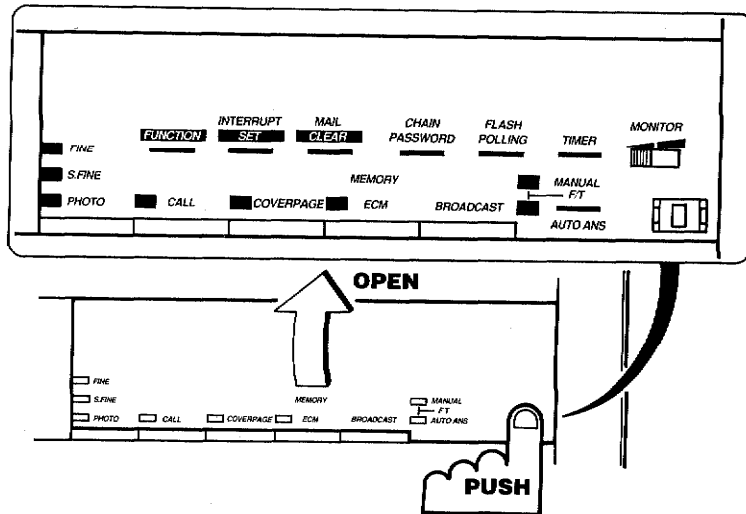 INTERRUPT MAIL CHAIN FLASH MONITOR
FUNCTION SET CLEAR PASSWORD POLLING TIMER
FINE
S.FINE MEMORY MANUAL
F/T
PHOTO CALL COVERPAGE ECM BROADCAST
AUTO ANS
OPEN
FINE
S.FINE MEMORY MANUAL
F/T
PHOTO CALL COVERPAGE ECM BROADCAST AUTO ANS
PUSH